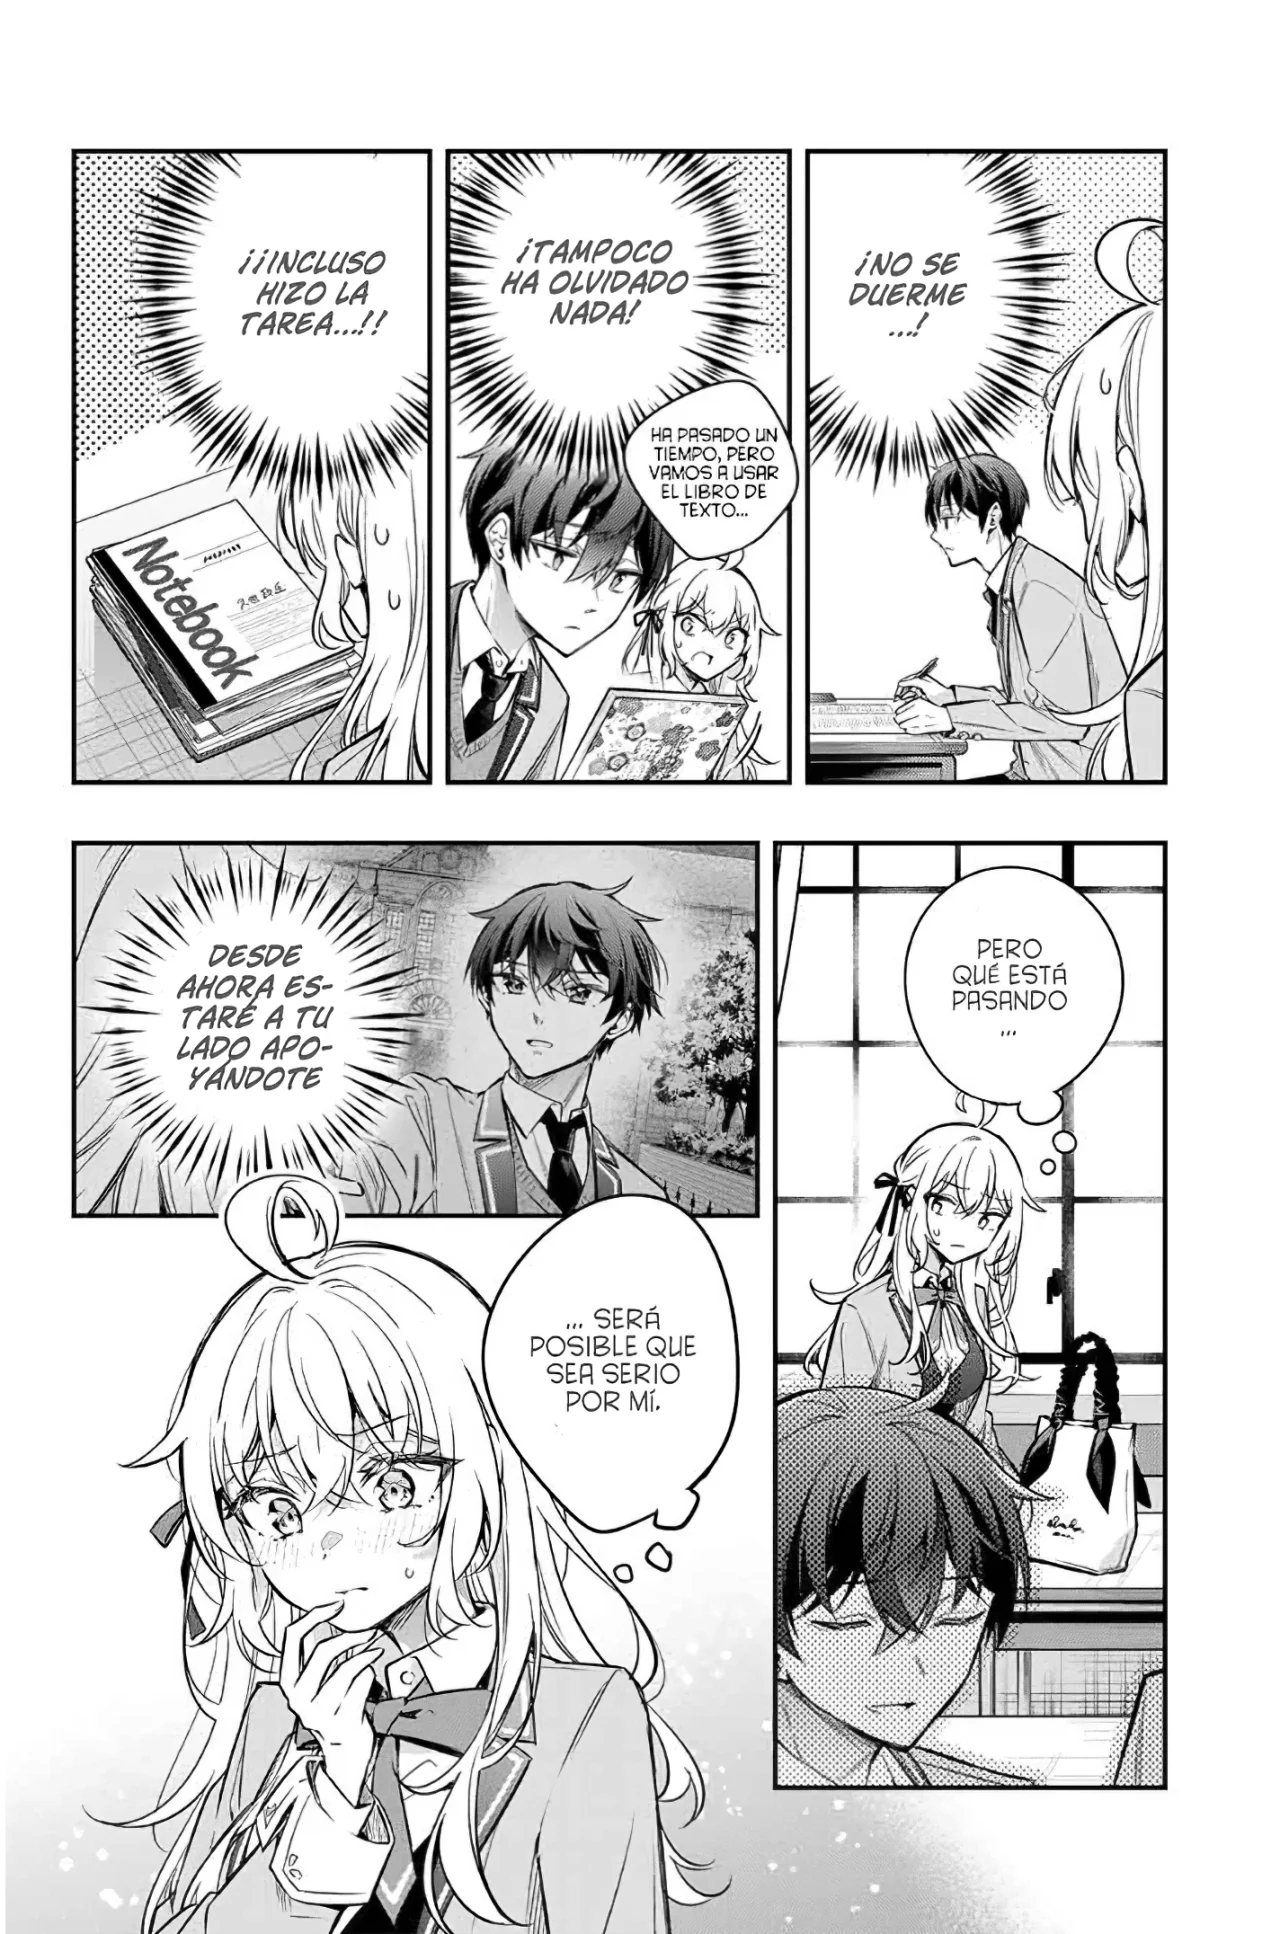 ¡NO SE
DUERME
...!
¡TAMPOCO
HA OLVIDADO
NADA!
HA PASADO UN
TIEMPO, PERO
VAMOS A USAR
EL LIBRO DE
TEXTO...
¡¡INCLUSO
HIZO LA
TAREA...!!
Notebook
PERO
QUÉ ESTÁ
PASANDO
...
DESDE
AHORA ES-
TARÉ A TU
LADO APO-
YÁNDOTE
... SERÁ
POSIBLE QUE
SEA SERIO
POR MÍ.